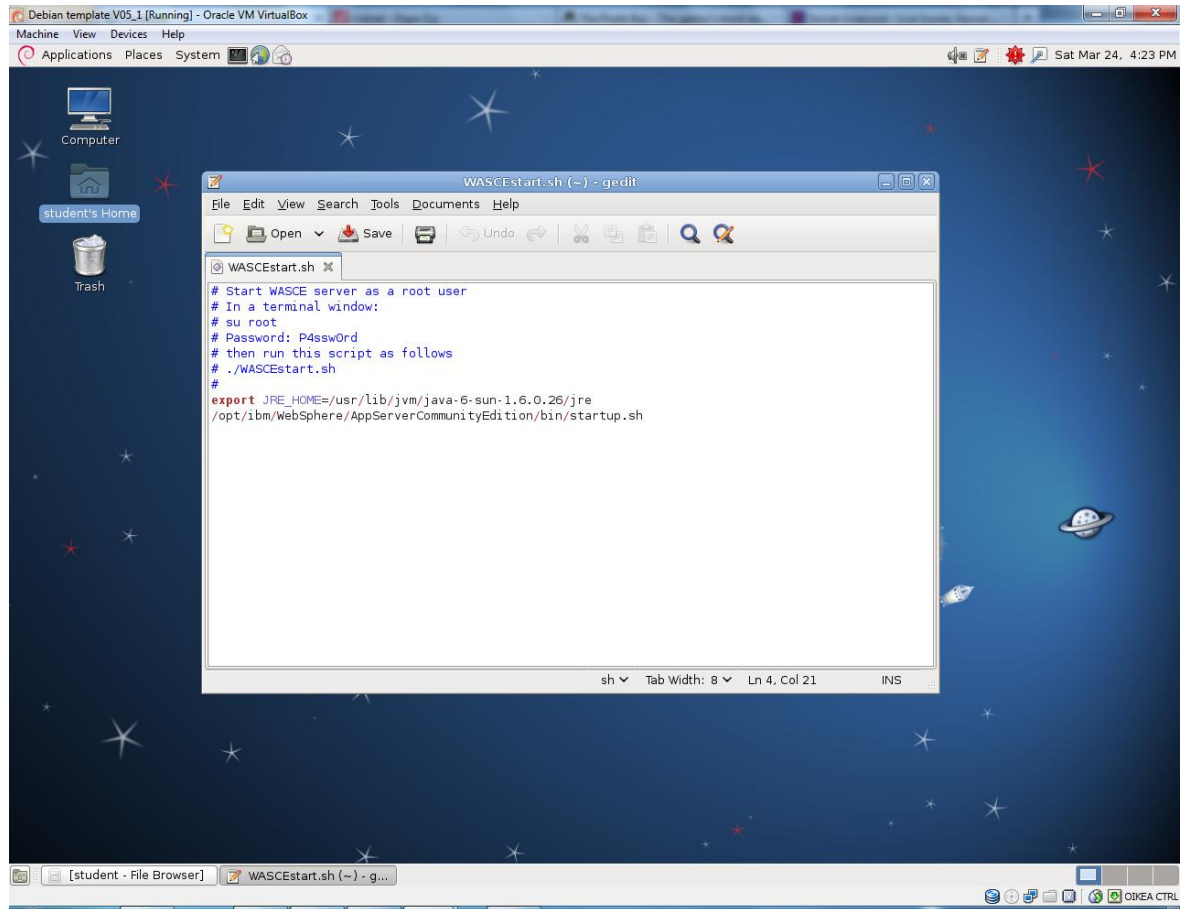 Debian template V05_1 [Running] - Oracle VM VirtualBox
Machine View Devices Help
Applications Places System
Sat Mar 24, 4:23 PM
Computer
student's Home
Trash
WASCEstart.sh (~) - gedit
File Edit View Search Tools Documents Help
Open Save Undo
WASCEstart.sh
# Start WASCE server as a root user
# In a terminal window:
# su root
# Password: P4ssw0rd
# then run this script as follows
# ./WASCEstart.sh
#
export JRE_HOME=/usr/lib/jvm/java-6-sun-1.6.0.26/jre
/opt/ibm/WebSphere/AppServerCommunityEdition/bin/startup.sh
sh Tab Width: 8 Ln 4, Col 21 INS
[student - File Browser] WASCEstart.sh (~) - g...
ΟΙΚΕΑ CTRL